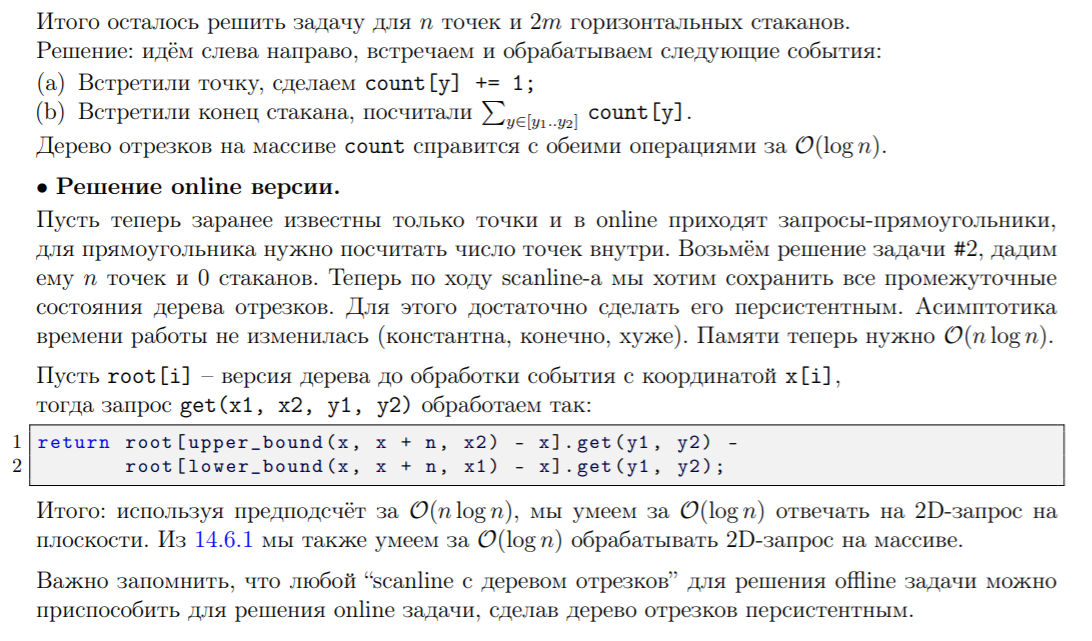 Итого осталось решить задачу для n точек и 2m горизонтальных стаканов.
Решение: идём слева направо, встречаем и обрабатываем следующие события:
(a) Встретили точку, сделаем count[y] += 1;
(b) Встретили конец стакана, посчитали ∑_{y∈[y₁..y₂]} count[y].
Дерево отрезков на массиве count справится с обеими операциями за O(log n).
• Решение online версии.
Пусть теперь заранее известны только точки и в online приходят запросы-прямоугольники,
для прямоугольника нужно посчитать число точек внутри. Возьмём решение задачи #2, дадим
ему n точек и 0 стаканов. Теперь по ходу scanline-а мы хотим сохранить все промежуточные
состояния дерева отрезков. Для этого достаточно сделать его персистентным. Асимптотика
времени работы не изменилась (константна, конечно, хуже). Памяти теперь нужно O(n log n).
Пусть root[i] – версия дерева до обработки события с координатой x[i],
тогда запрос get(x1, x2, y1, y2) обработаем так:
1 return root[upper_bound(x, x + n, x2) - x].get(y1, y2) -
2 root[lower_bound(x, x + n, x1) - x].get(y1, y2);
Итого: используя предподсчёт за O(n log n), мы умеем за O(log n) отвечать на 2D-запрос на
плоскости. Из 14.6.1 мы также умеем за O(log n) обрабатывать 2D-запрос на массиве.
Важно запомнить, что любой “scanline с деревом отрезков” для решения offline задачи можно
приспособить для решения online задачи, сделав дерево отрезков персистентным.